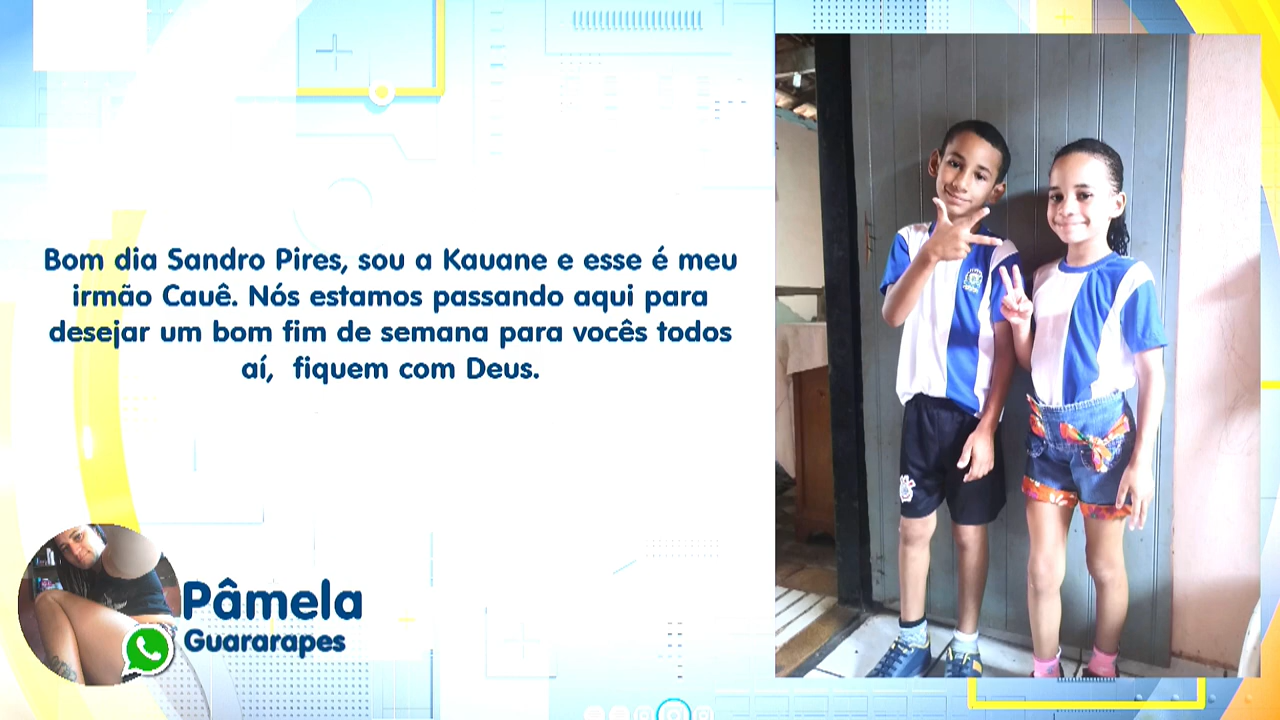 Bom dia Sandro Pires, sou a Kauane e esse é meu
irmão Cauê. Nós estamos passando aqui para
desejar um bom fim de semana para vocês todos
aí,  fiquem com Deus.
Pâmela
Guararapes